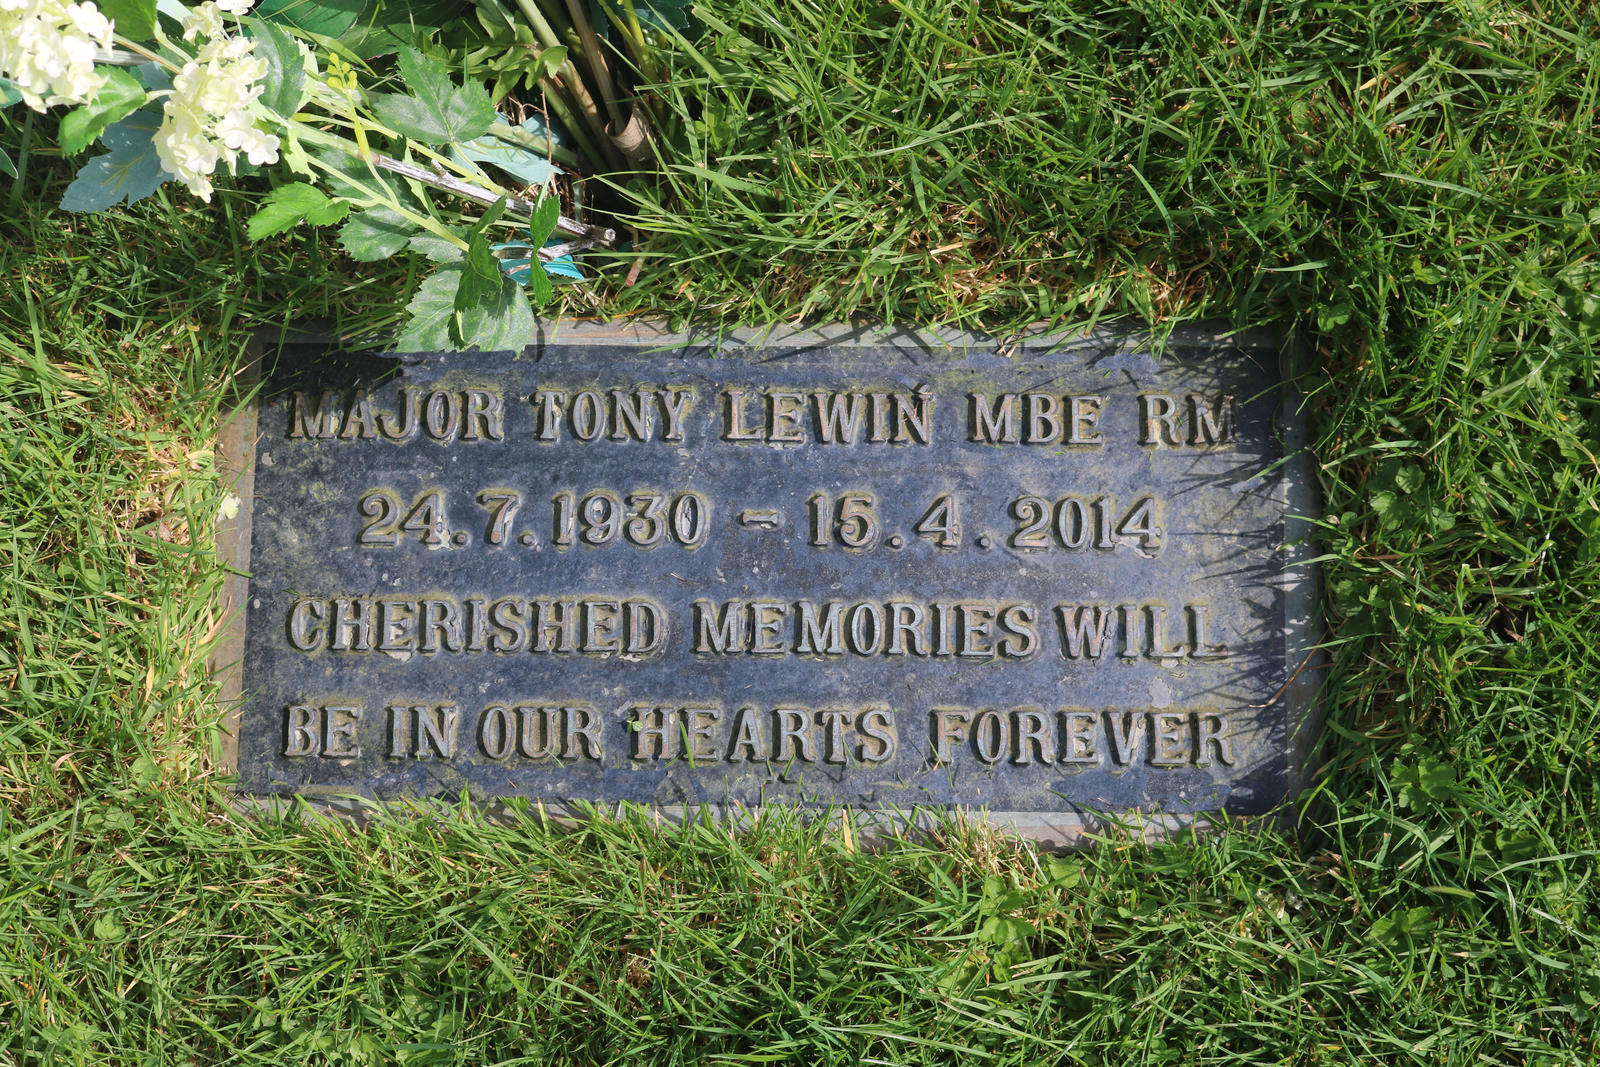 MAJOR TONY LEWIN MBE RM
24.7.1930 - 15.4.2014
CHERISHED MEMORIES WILL
BE IN OUR HEARTS FOREVER